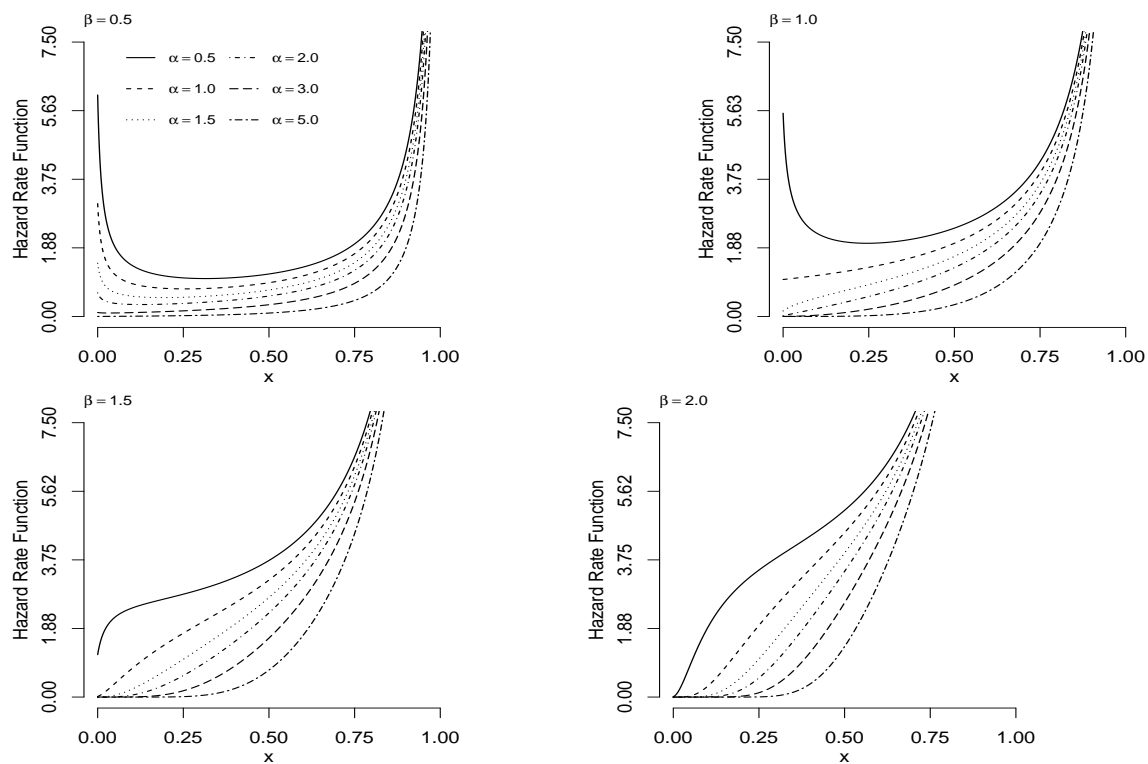 β = 0.5
Hazard Rate Function
7.50
5.63
3.75
1.88
0.00
α = 0.5 α = 2.0
α = 1.0 α = 3.0
α = 1.5 α = 5.0
0.00 0.25 0.50 0.75 1.00
x
β = 1.0
Hazard Rate Function
7.50
5.63
3.75
1.88
0.00
0.00 0.25 0.50 0.75 1.00
x
β = 1.5
Hazard Rate Function
7.50
5.62
3.75
1.88
0.00
0.00 0.25 0.50 0.75 1.00
x
β = 2.0
Hazard Rate Function
7.50
5.62
3.75
1.88
0.00
0.00 0.25 0.50 0.75 1.00
x